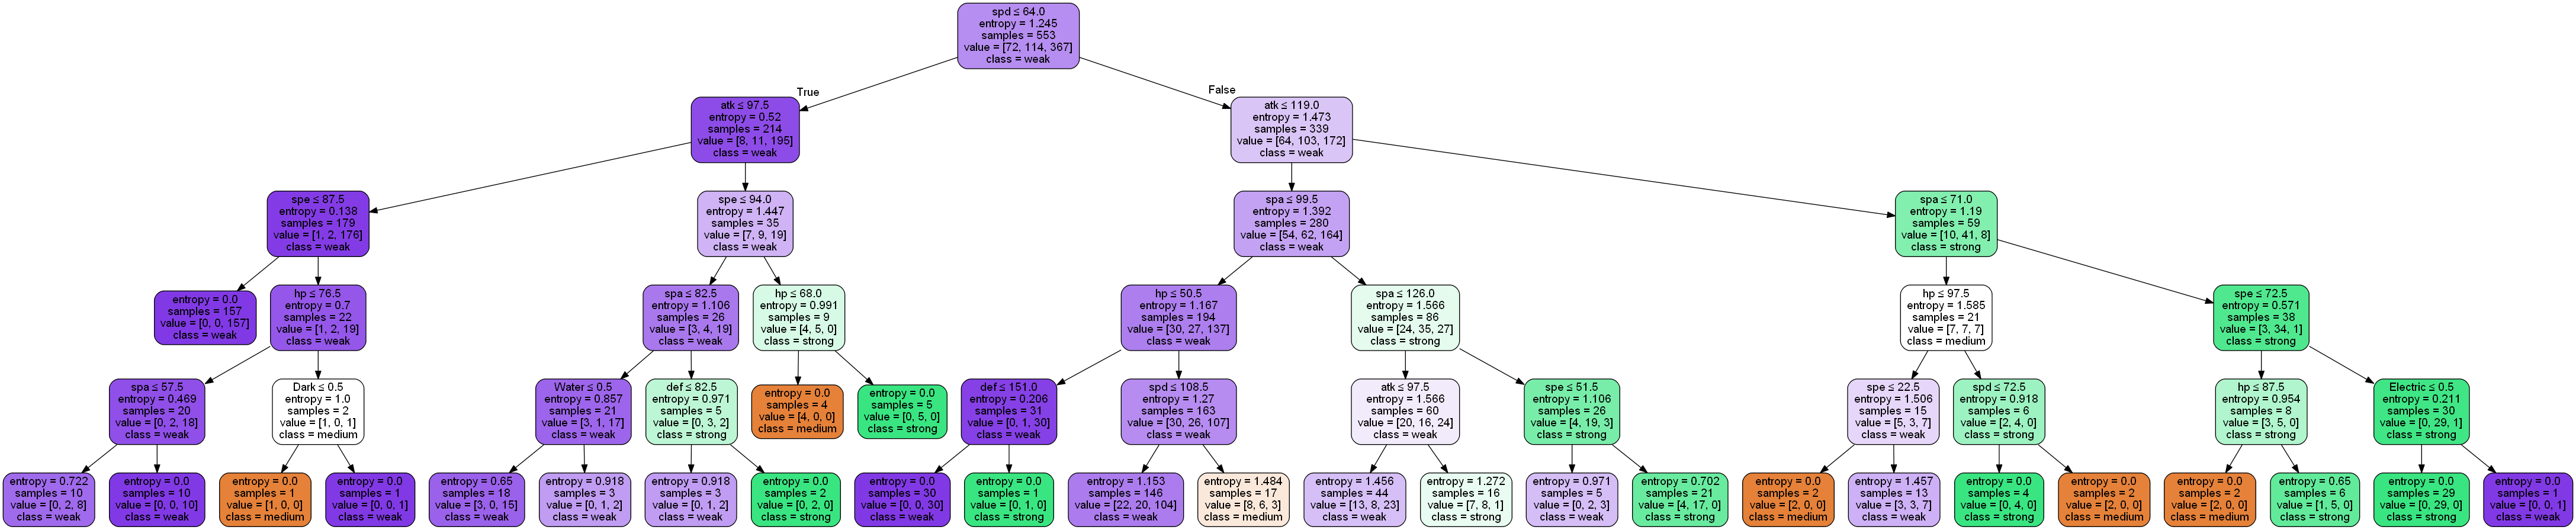 spd ≤ 64.0
entropy = 1.245
samples = 553
value = [72, 114, 367]
class = weak
True
False
atk ≤ 97.5
entropy = 0.52
samples = 214
value = [8, 11, 195]
class = weak
atk ≤ 119.0
entropy = 1.473
samples = 339
value = [64, 103, 172]
class = weak
spe ≤ 87.5
entropy = 0.138
samples = 179
value = [1, 2, 176]
class = weak
spe ≤ 94.0
entropy = 1.447
samples = 35
value = [7, 9, 19]
class = weak
spa ≤ 99.5
entropy = 1.392
samples = 280
value = [54, 62, 164]
class = weak
spa ≤ 71.0
entropy = 1.19
samples = 59
value = [10, 41, 8]
class = strong
entropy = 0.0
samples = 157
value = [0, 0, 157]
class = weak
hp ≤ 76.5
entropy = 0.7
samples = 22
value = [1, 2, 19]
class = weak
spa ≤ 82.5
entropy = 1.106
samples = 26
value = [3, 4, 19]
class = weak
hp ≤ 68.0
entropy = 0.991
samples = 9
value = [4, 5, 0]
class = strong
hp ≤ 50.5
entropy = 1.167
samples = 194
value = [30, 27, 137]
class = weak
spa ≤ 126.0
entropy = 1.566
samples = 86
value = [24, 35, 27]
class = strong
hp ≤ 97.5
entropy = 1.585
samples = 21
value = [7, 7, 7]
class = medium
spe ≤ 72.5
entropy = 0.571
samples = 38
value = [3, 34, 1]
class = strong
spa ≤ 57.5
entropy = 0.469
samples = 20
value = [0, 2, 18]
class = weak
Dark ≤ 0.5
entropy = 1.0
samples = 2
value = [1, 0, 1]
class = medium
Water ≤ 0.5
entropy = 0.857
samples = 21
value = [3, 1, 17]
class = weak
def ≤ 82.5
entropy = 0.971
samples = 5
value = [0, 3, 2]
class = strong
entropy = 0.0
samples = 4
value = [4, 0, 0]
class = medium
entropy = 0.0
samples = 5
value = [0, 5, 0]
class = strong
def ≤ 151.0
entropy = 0.206
samples = 31
value = [0, 1, 30]
class = weak
spd ≤ 108.5
entropy = 1.27
samples = 163
value = [30, 26, 107]
class = weak
atk ≤ 97.5
entropy = 1.566
samples = 60
value = [20, 16, 24]
class = weak
spe ≤ 51.5
entropy = 1.106
samples = 26
value = [4, 19, 3]
class = strong
spe ≤ 22.5
entropy = 1.506
samples = 15
value = [5, 3, 7]
class = weak
spd ≤ 72.5
entropy = 0.918
samples = 6
value = [2, 4, 0]
class = strong
hp ≤ 87.5
entropy = 0.954
samples = 8
value = [3, 5, 0]
class = strong
Electric ≤ 0.5
entropy = 0.211
samples = 30
value = [0, 29, 1]
class = strong
entropy = 0.722
samples = 10
value = [0, 2, 8]
class = weak
entropy = 0.0
samples = 10
value = [0, 0, 10]
class = weak
entropy = 0.0
samples = 1
value = [1, 0, 0]
class = medium
entropy = 0.0
samples = 1
value = [0, 0, 1]
class = weak
entropy = 0.65
samples = 18
value = [3, 0, 15]
class = weak
entropy = 0.918
samples = 3
value = [0, 1, 2]
class = weak
entropy = 0.918
samples = 3
value = [0, 1, 2]
class = weak
entropy = 0.0
samples = 2
value = [0, 2, 0]
class = strong
entropy = 0.0
samples = 30
value = [0, 0, 30]
class = weak
entropy = 0.0
samples = 1
value = [0, 1, 0]
class = strong
entropy = 1.153
samples = 146
value = [22, 20, 104]
class = weak
entropy = 1.484
samples = 17
value = [8, 6, 3]
class = medium
entropy = 1.456
samples = 44
value = [13, 8, 23]
class = weak
entropy = 1.272
samples = 16
value = [7, 8, 1]
class = strong
entropy = 0.971
samples = 5
value = [0, 2, 3]
class = weak
entropy = 0.702
samples = 21
value = [4, 17, 0]
class = strong
entropy = 0.0
samples = 2
value = [2, 0, 0]
class = medium
entropy = 1.457
samples = 13
value = [3, 3, 7]
class = weak
entropy = 0.0
samples = 4
value = [0, 4, 0]
class = strong
entropy = 0.0
samples = 2
value = [2, 0, 0]
class = medium
entropy = 0.0
samples = 2
value = [2, 0, 0]
class = medium
entropy = 0.65
samples = 6
value = [1, 5, 0]
class = strong
entropy = 0.0
samples = 29
value = [0, 29, 0]
class = strong
entropy = 0.0
samples = 1
value = [0, 0, 1]
class = weak